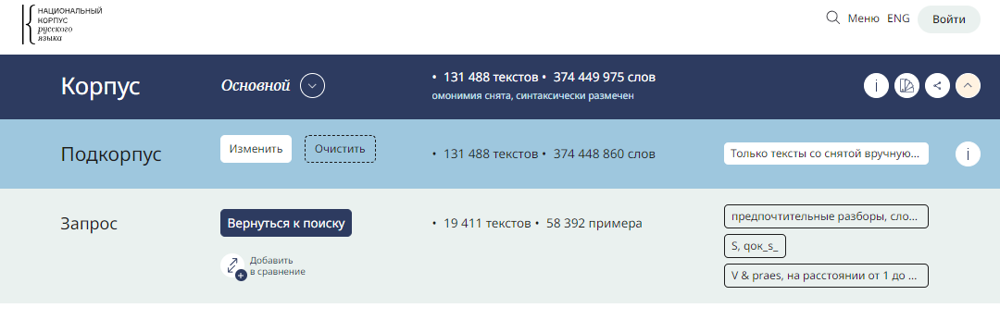 НАЦИОНАЛЬНЫЙ
КОРПУС
русского
языка
Меню ENG Войти
Корпус
Основной
• 131 488 текстов • 374 449 975 слов
омонимия снята, синтаксически размечен
Подкорпус
Изменить
Очистить
• 131 488 текстов • 374 448 860 слов
Только тексты со снятой вручную...
Запрос
Вернуться к поиску
Добавить
в сравнение
• 19 411 текстов • 58 392 примера
предпочтительные разборы, сло...
S, qок_s_
V & praes, на расстоянии от 1 до ...